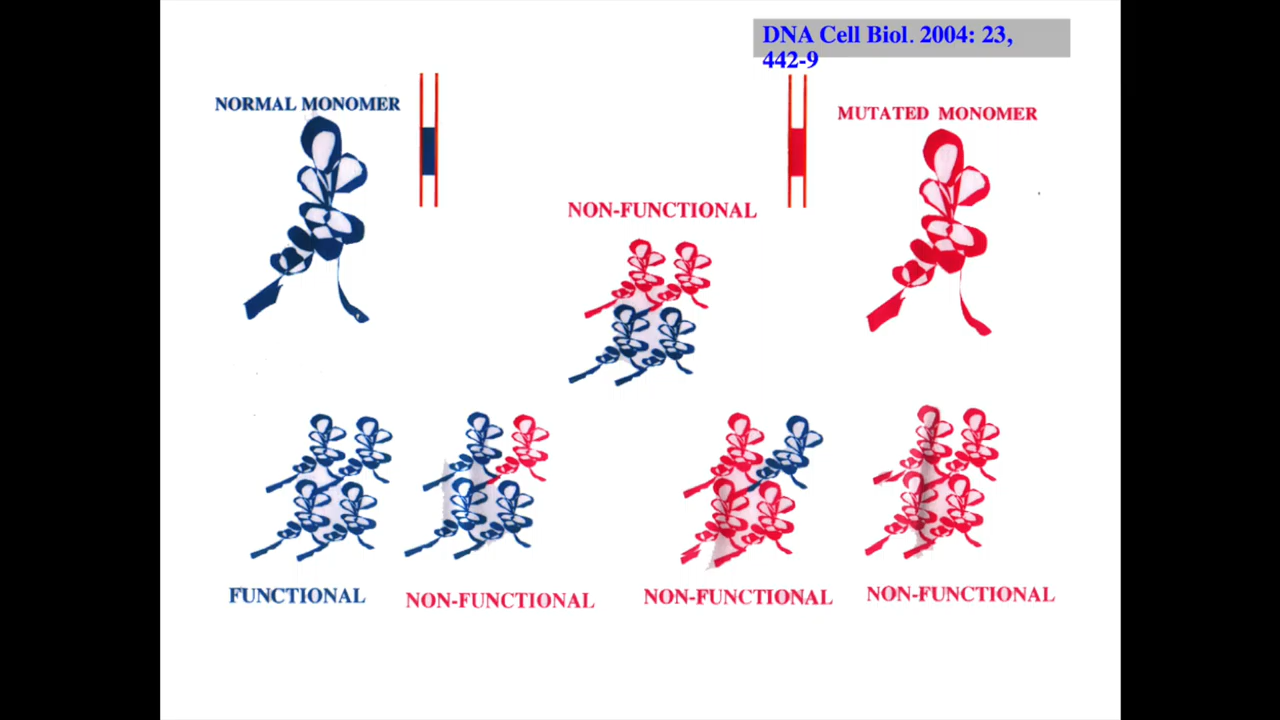 DNA Cell Biol. 2004: 23,
442-9
NORMAL MONOMER
MUTATED MONOMER
NON-FUNCTIONAL
FUNCTIONAL
NON-FUNCTIONAL
NON-FUNCTIONAL
NON-FUNCTIONAL